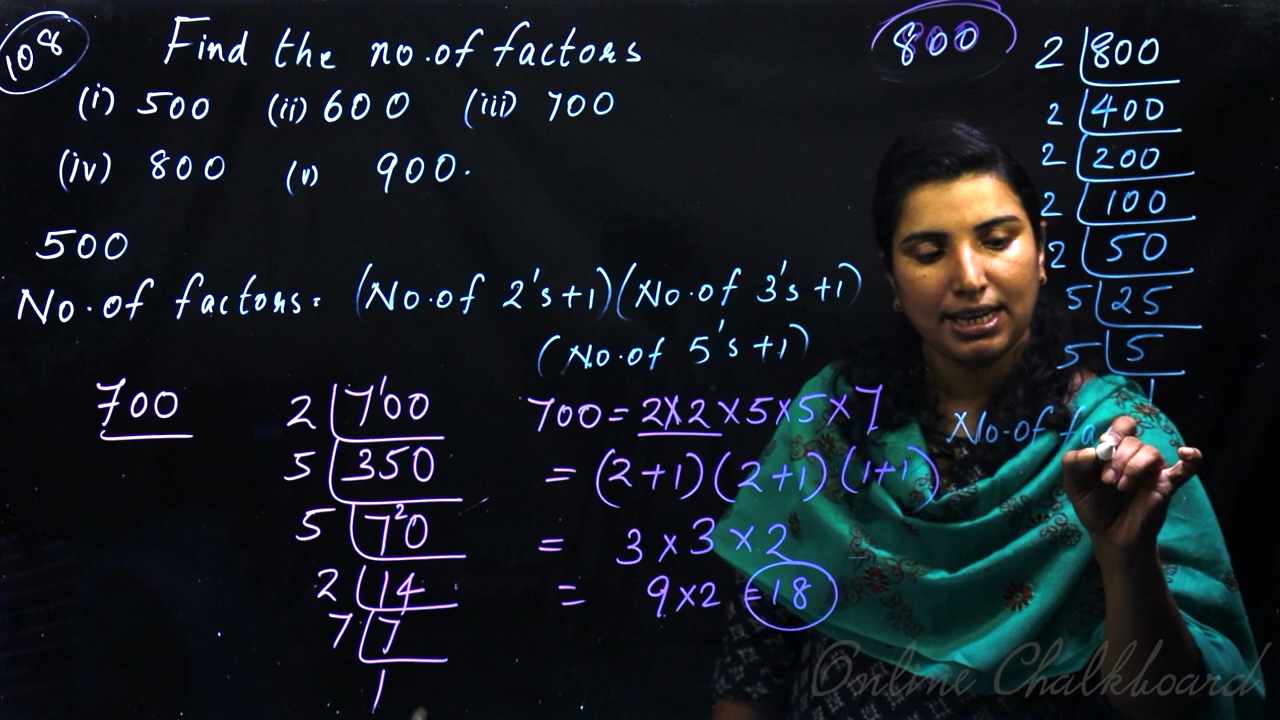 108
Find the no.of factors
(i) 500 (ii) 600 (iii) 700
(iv) 800 (v) 900.
500
No.of factors= (No.of 2's+1)(No.of 3's+1)
(No.of 5's+1)
700
2 700
5 350
5 70
2 14
7 7
1
700 = 2×2×5×5×7
= (2+1)(2+1)(1+1)
= 3×3×2
= 9×2 =18
800
2 800
2 400
2 200
2 100
2 50
5 25
5 5
1
No.of fa
Online Chalkboard